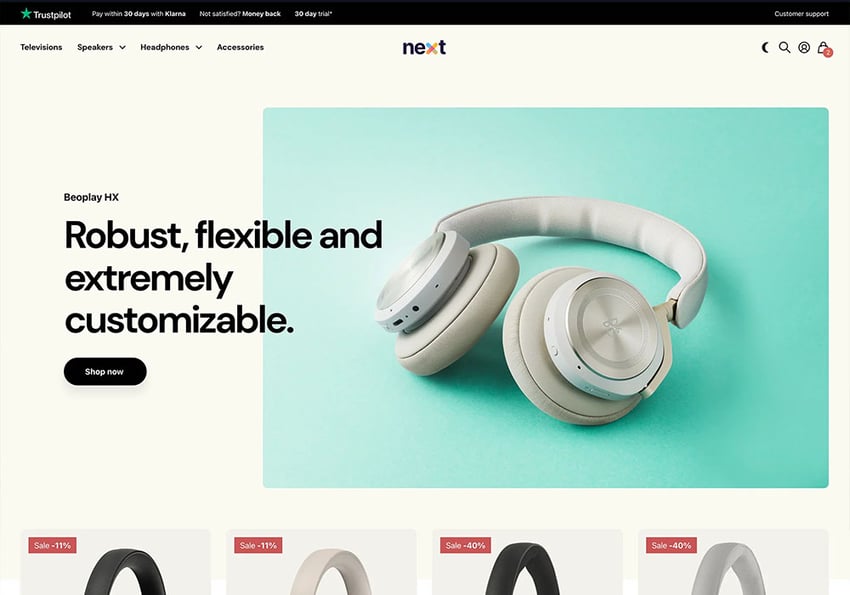 Trustpilot Pay within 30 days with Klarna Not satisfied? Money back 30 day trial* Customer support
Televisions Speakers Headphones Accessories next 2
Beoplay HX
Robust, flexible and
extremely
customizable.
Shop now
Sale -11% Sale -11% Sale -40% Sale -40%